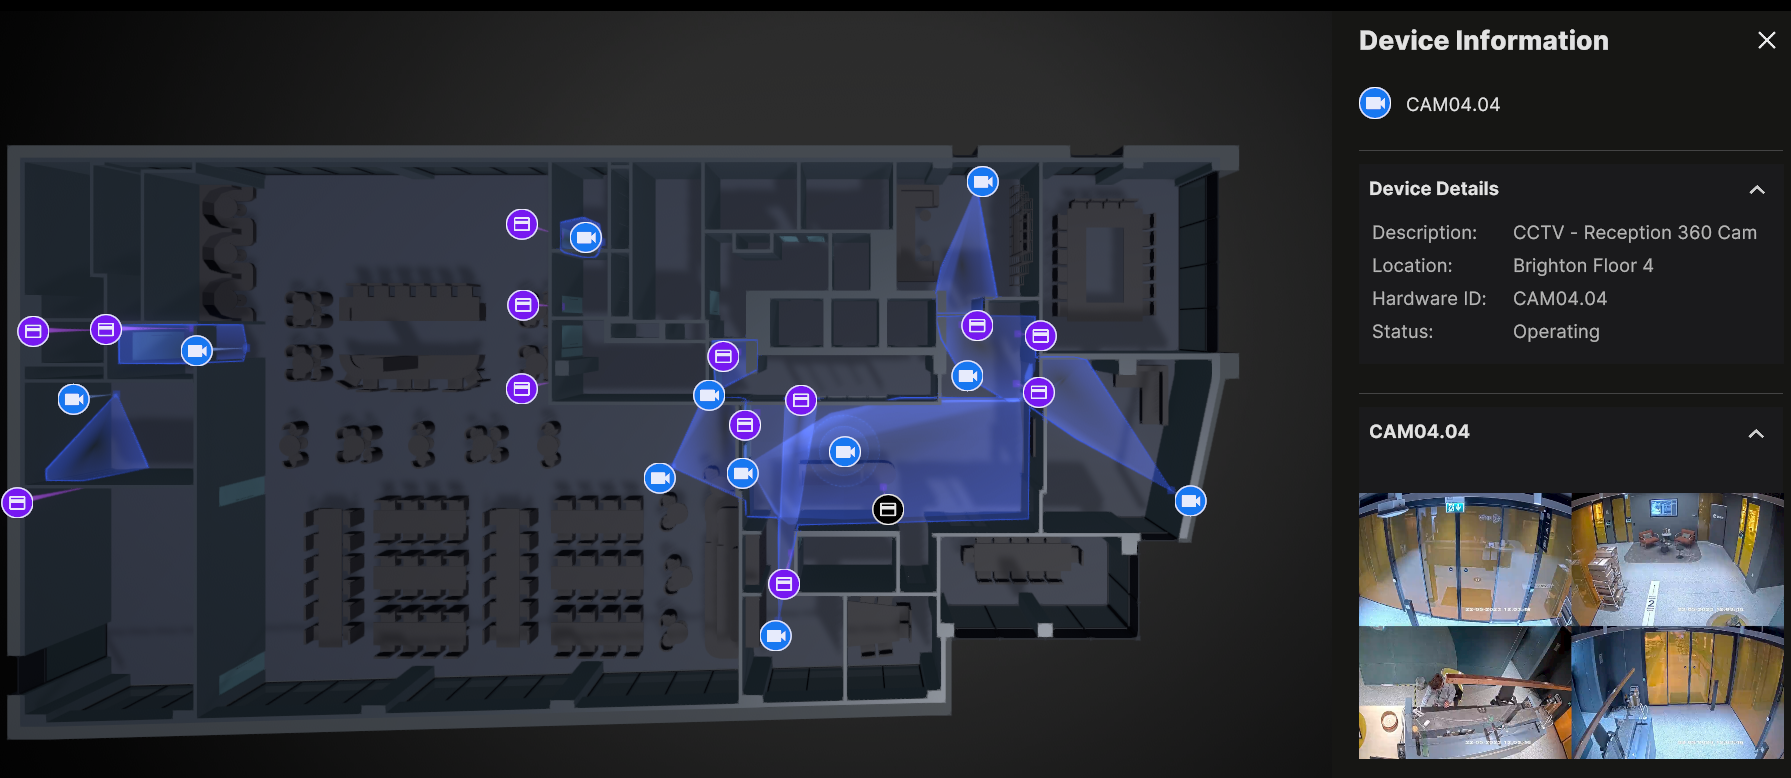 Device Information
CAM04.04
Device Details
Description: CCTV - Reception 360 Cam
Location: Brighton Floor 4
Hardware ID: CAM04.04
Status: Operating
CAM04.04